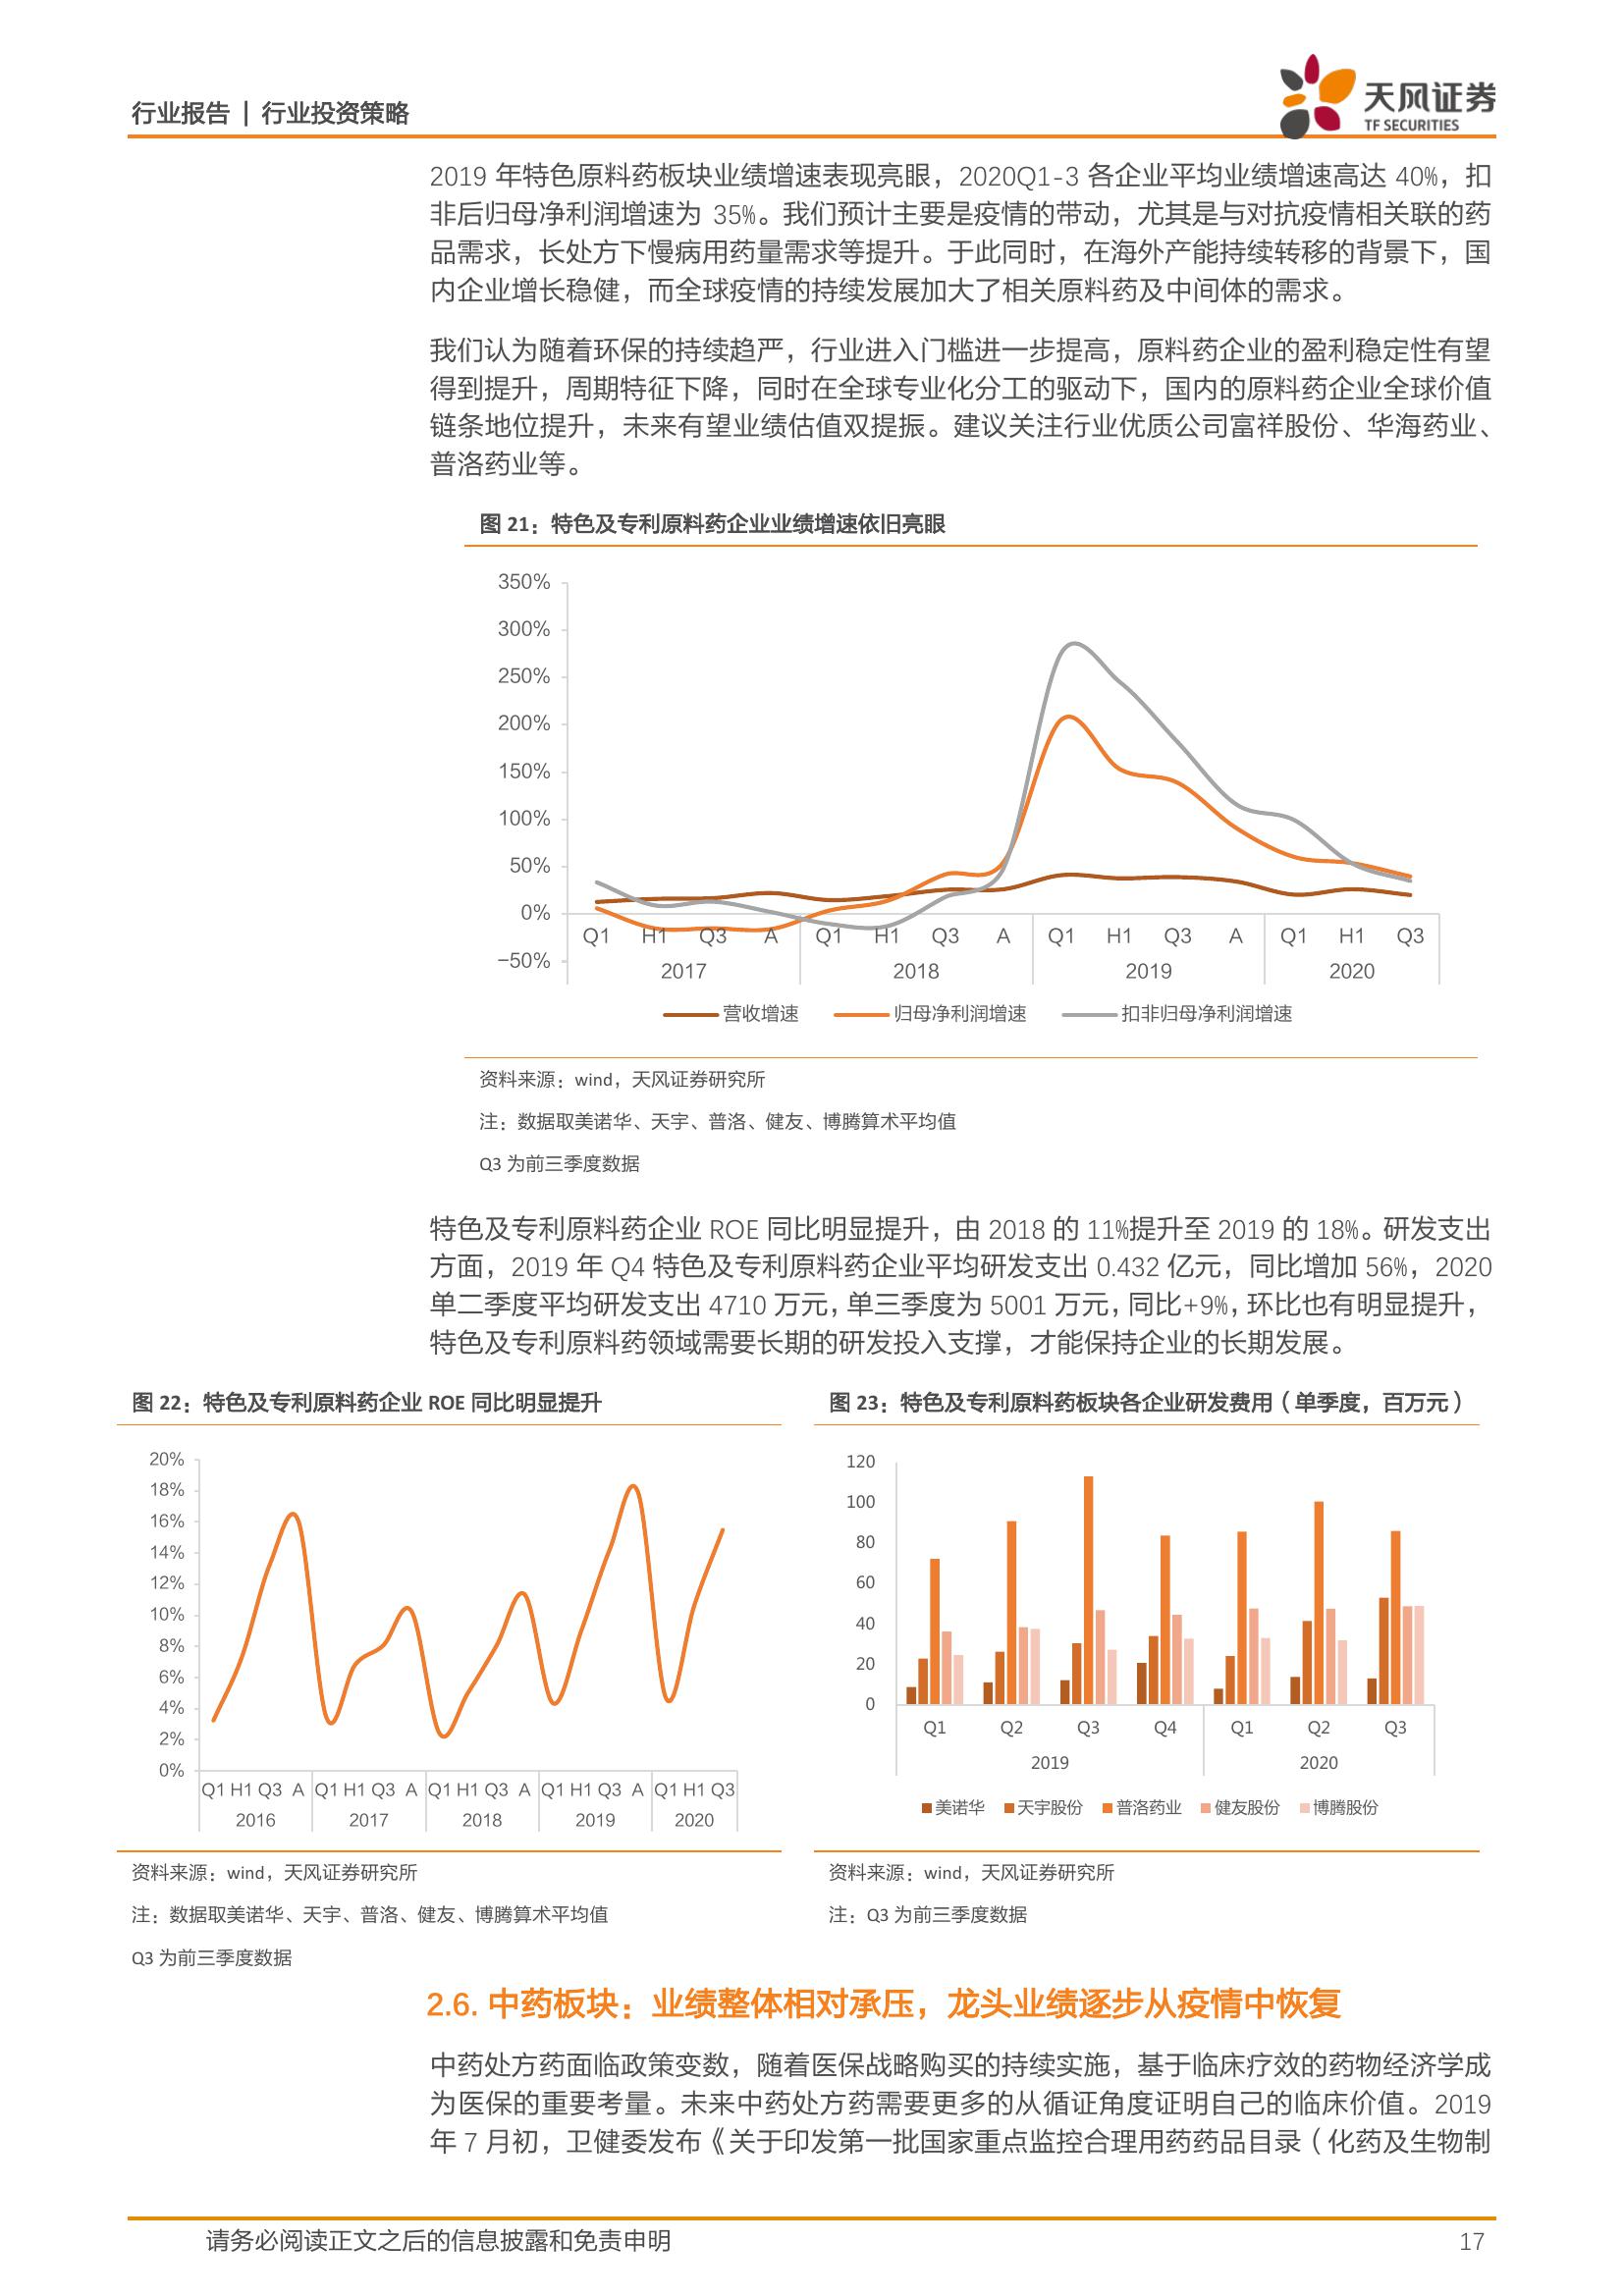 行业报告 | 行业投资策略
天风证券
TF SECURITIES
2019 年特色原料药板块业绩增速表现亮眼，2020Q1-3 各企业平均业绩增速高达 40%，扣
非后归母净利润增速为 35%。我们预计主要是疫情的带动，尤其是与对抗疫情相关联的药
品需求，长处方下慢病用药量需求等提升。于此同时，在海外产能持续转移的背景下，国
内企业增长稳健，而全球疫情的持续发展加大了相关原料药及中间体的需求。
我们认为随着环保的持续趋严，行业进入门槛进一步提高，原料药企业的盈利稳定性有望
得到提升，周期特征下降，同时在全球专业化分工的驱动下，国内的原料药企业全球价值
链条地位提升，未来有望业绩估值双提振。建议关注行业优质公司富祥股份、华海药业、
普洛药业等。
图 21：特色及专利原料药企业业绩增速依旧亮眼
350%
300%
250%
200%
150%
100%
50%
0%
−50%
Q1 H1 Q3 A Q1 H1 Q3 A Q1 H1 Q3 A Q1 H1 Q3
2017 2018 2019 2020
营收增速 归母净利润增速 扣非归母净利润增速
资料来源：wind，天风证券研究所
注：数据取美诺华、天宇、普洛、健友、博腾算术平均值
Q3 为前三季度数据
特色及专利原料药企业 ROE 同比明显提升，由 2018 的 11%提升至 2019 的 18%。研发支出
方面，2019 年 Q4 特色及专利原料药企业平均研发支出 0.432 亿元，同比增加 56%，2020
单二季度平均研发支出 4710 万元，单三季度为 5001 万元，同比+9%，环比也有明显提升，
特色及专利原料药领域需要长期的研发投入支撑，才能保持企业的长期发展。
图 22：特色及专利原料药企业 ROE 同比明显提升
20%
18%
16%
14%
12%
10%
8%
6%
4%
2%
0%
Q1 H1 Q3 A Q1 H1 Q3 A Q1 H1 Q3 A Q1 H1 Q3 A Q1 H1 Q3
2016 2017 2018 2019 2020
资料来源：wind，天风证券研究所
注：数据取美诺华、天宇、普洛、健友、博腾算术平均值
Q3 为前三季度数据
图 23：特色及专利原料药板块各企业研发费用（单季度，百万元）
120
100
80
60
40
20
0
Q1 Q2 Q3 Q4 Q1 Q2 Q3
2019 2020
美诺华 天宇股份 普洛药业 健友股份 博腾股份
资料来源：wind，天风证券研究所
注：Q3 为前三季度数据
2.6. 中药板块：业绩整体相对承压，龙头业绩逐步从疫情中恢复
中药处方药面临政策变数，随着医保战略购买的持续实施，基于临床疗效的药物经济学成
为医保的重要考量。未来中药处方药需要更多的从循证角度证明自己的临床价值。2019
年 7 月初，卫健委发布《关于印发第一批国家重点监控合理用药药品目录（化药及生物制
请务必阅读正文之后的信息披露和免责申明
17